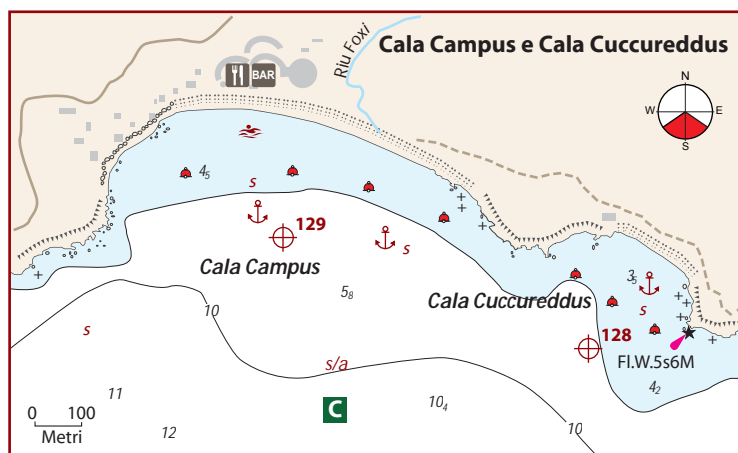 Cala Campus e Cala Cuccureddus
Riu Foxi
BAR
N
W E
S
4₅
s
129
s
Cala Campus
3₅
s
5₈
Cala Cuccureddus
10
128
s
s/a
Fl.W.5s6M
4₂
11
C
10₄
0 100
Metri
12
10